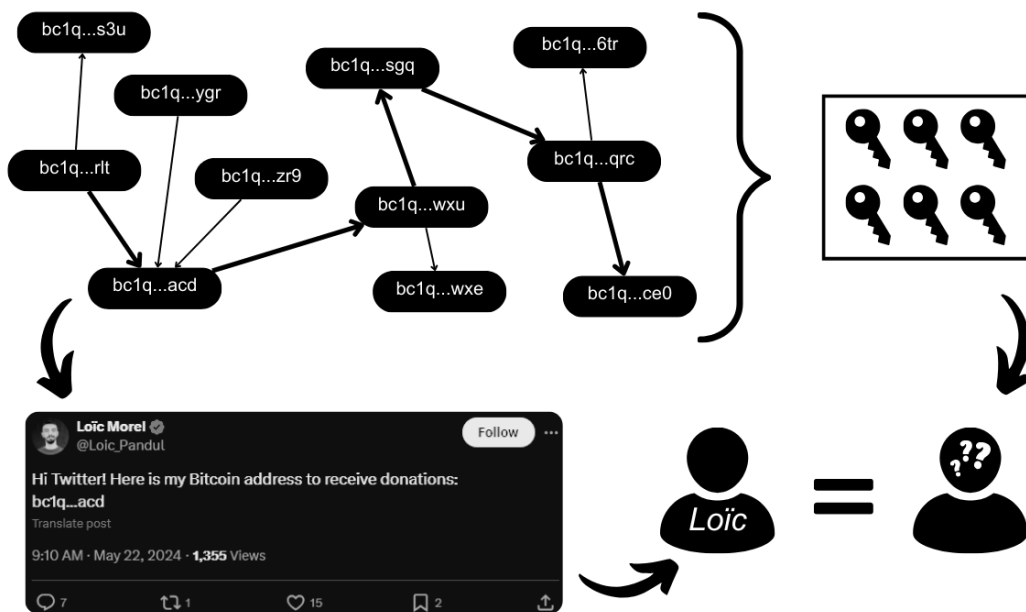 bc1q...s3u
bc1q...ygr
bc1q...sgq
bc1q...6tr
bc1q...rlt
bc1q...zr9
bc1q...wxu
bc1q...qrc
bc1q...acd
bc1q...wxe
bc1q...ce0
Loïc Morel
@Loic_Pandul
Follow
Hi Twitter! Here is my Bitcoin address to receive donations:
bc1q...acd
Translate post
9:10 AM · May 22, 2024 · 1,355 Views
7 1 15 2
Loïc
=
???